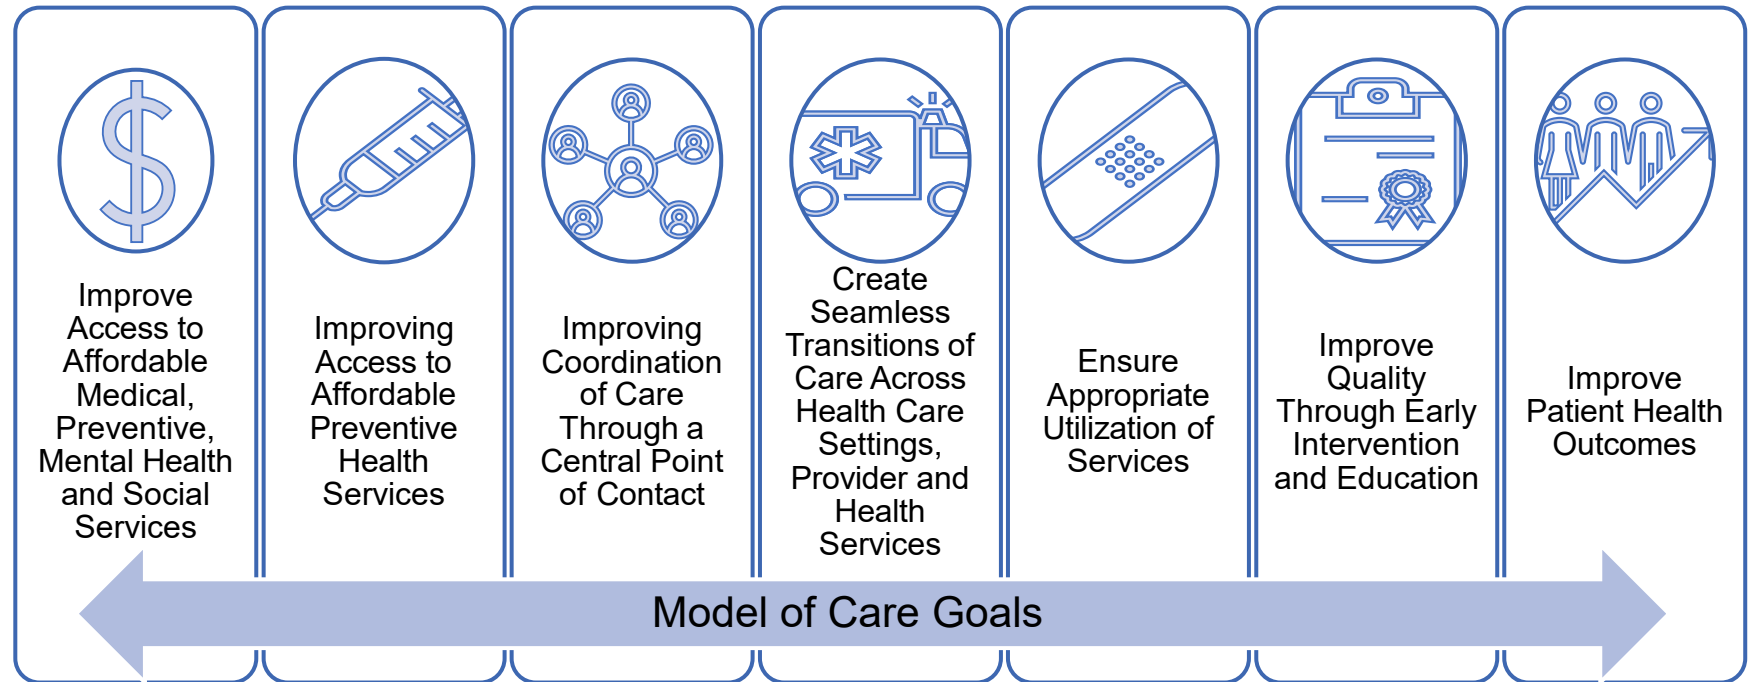 Improve
Access to
Affordable
Medical,
Preventive,
Mental Health
and Social
Services
Improving
Access to
Affordable
Preventive
Health
Services
Improving
Coordination
of Care
Through a
Central Point
of Contact
Create
Seamless
Transitions of
Care Across
Health Care
Settings,
Provider and
Health
Services
Ensure
Appropriate
Utilization of
Services
Improve
Quality
Through Early
Intervention
and Education
Improve
Patient Health
Outcomes
Model of Care Goals